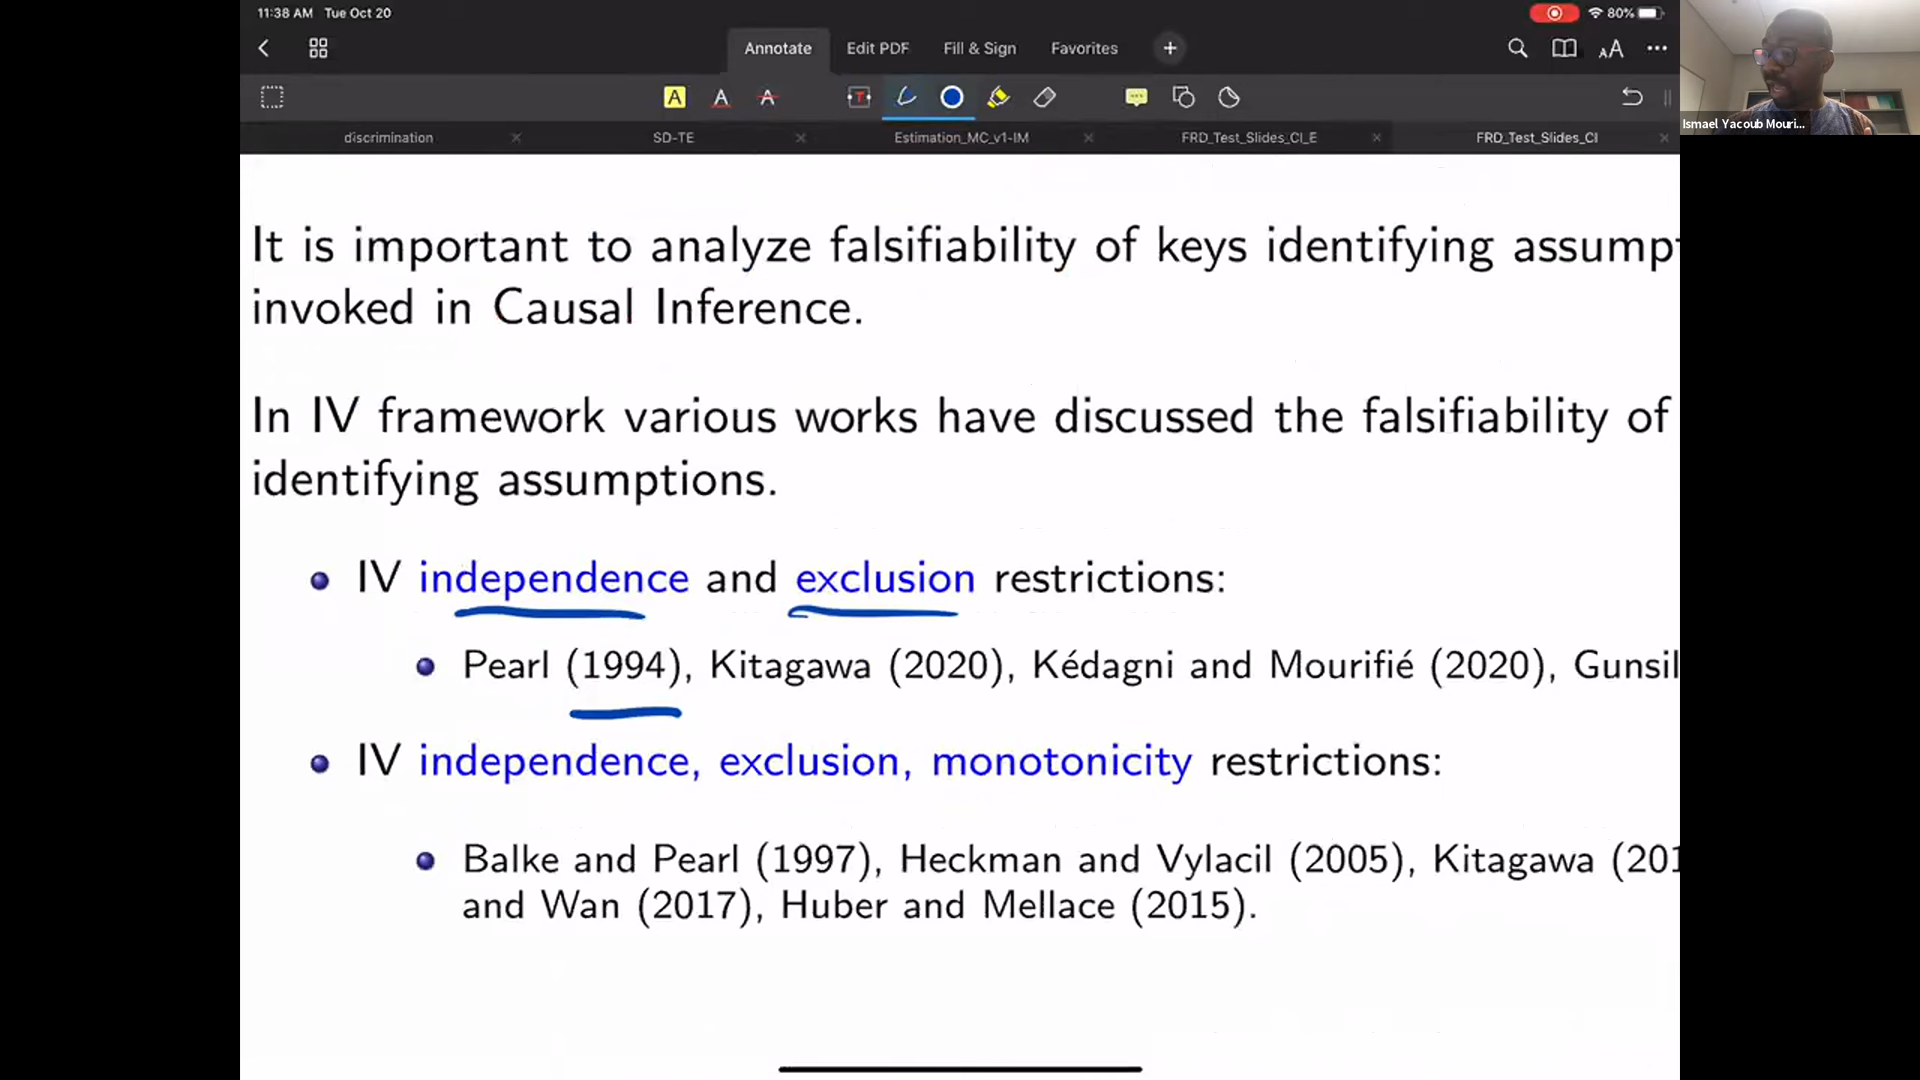 11:38 AM Tue Oct 20
80%
Annotate Edit PDF Fill & Sign Favorites
Ismael Yacoub Mouri...
discrimination SD-TE Estimation_MC_v1-IM FRD_Test_Slides_CI_E FRD_Test_Slides_CI
It is important to analyze falsifiability of keys identifying assumpt
invoked in Causal Inference.
In IV framework various works have discussed the falsifiability of
identifying assumptions.
IV independence and exclusion restrictions:
Pearl (1994), Kitagawa (2020), Kédagni and Mourifié (2020), Gunsil
IV independence, exclusion, monotonicity restrictions:
Balke and Pearl (1997), Heckman and Vylacil (2005), Kitagawa (201
and Wan (2017), Huber and Mellace (2015).